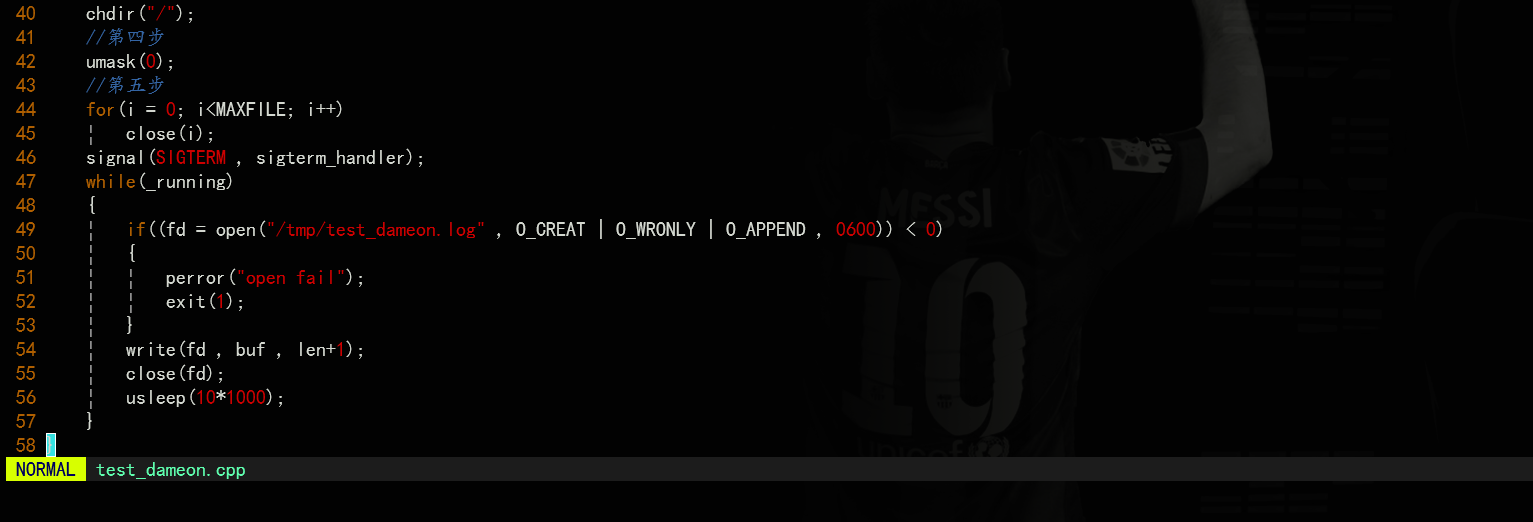 40 chdir("/");
41 //第四步
42 umask(0);
43 //第五步
44 for(i = 0; i<MAXFILE; i++)
45 ¦ close(i);
46 signal(SIGTERM , sigterm_handler);
47 while(_running)
48 {
49 ¦ if((fd = open("/tmp/test_dameon.log" , O_CREAT | O_WRONLY | O_APPEND , 0600)) < 0)
50 ¦ {
51 ¦ ¦ perror("open fail");
52 ¦ ¦ exit(1);
53 ¦ }
54 ¦ write(fd , buf , len+1);
55 ¦ close(fd);
56 ¦ usleep(10*1000);
57 }
58 }
NORMAL test_dameon.cpp
MESSI
10
unicef